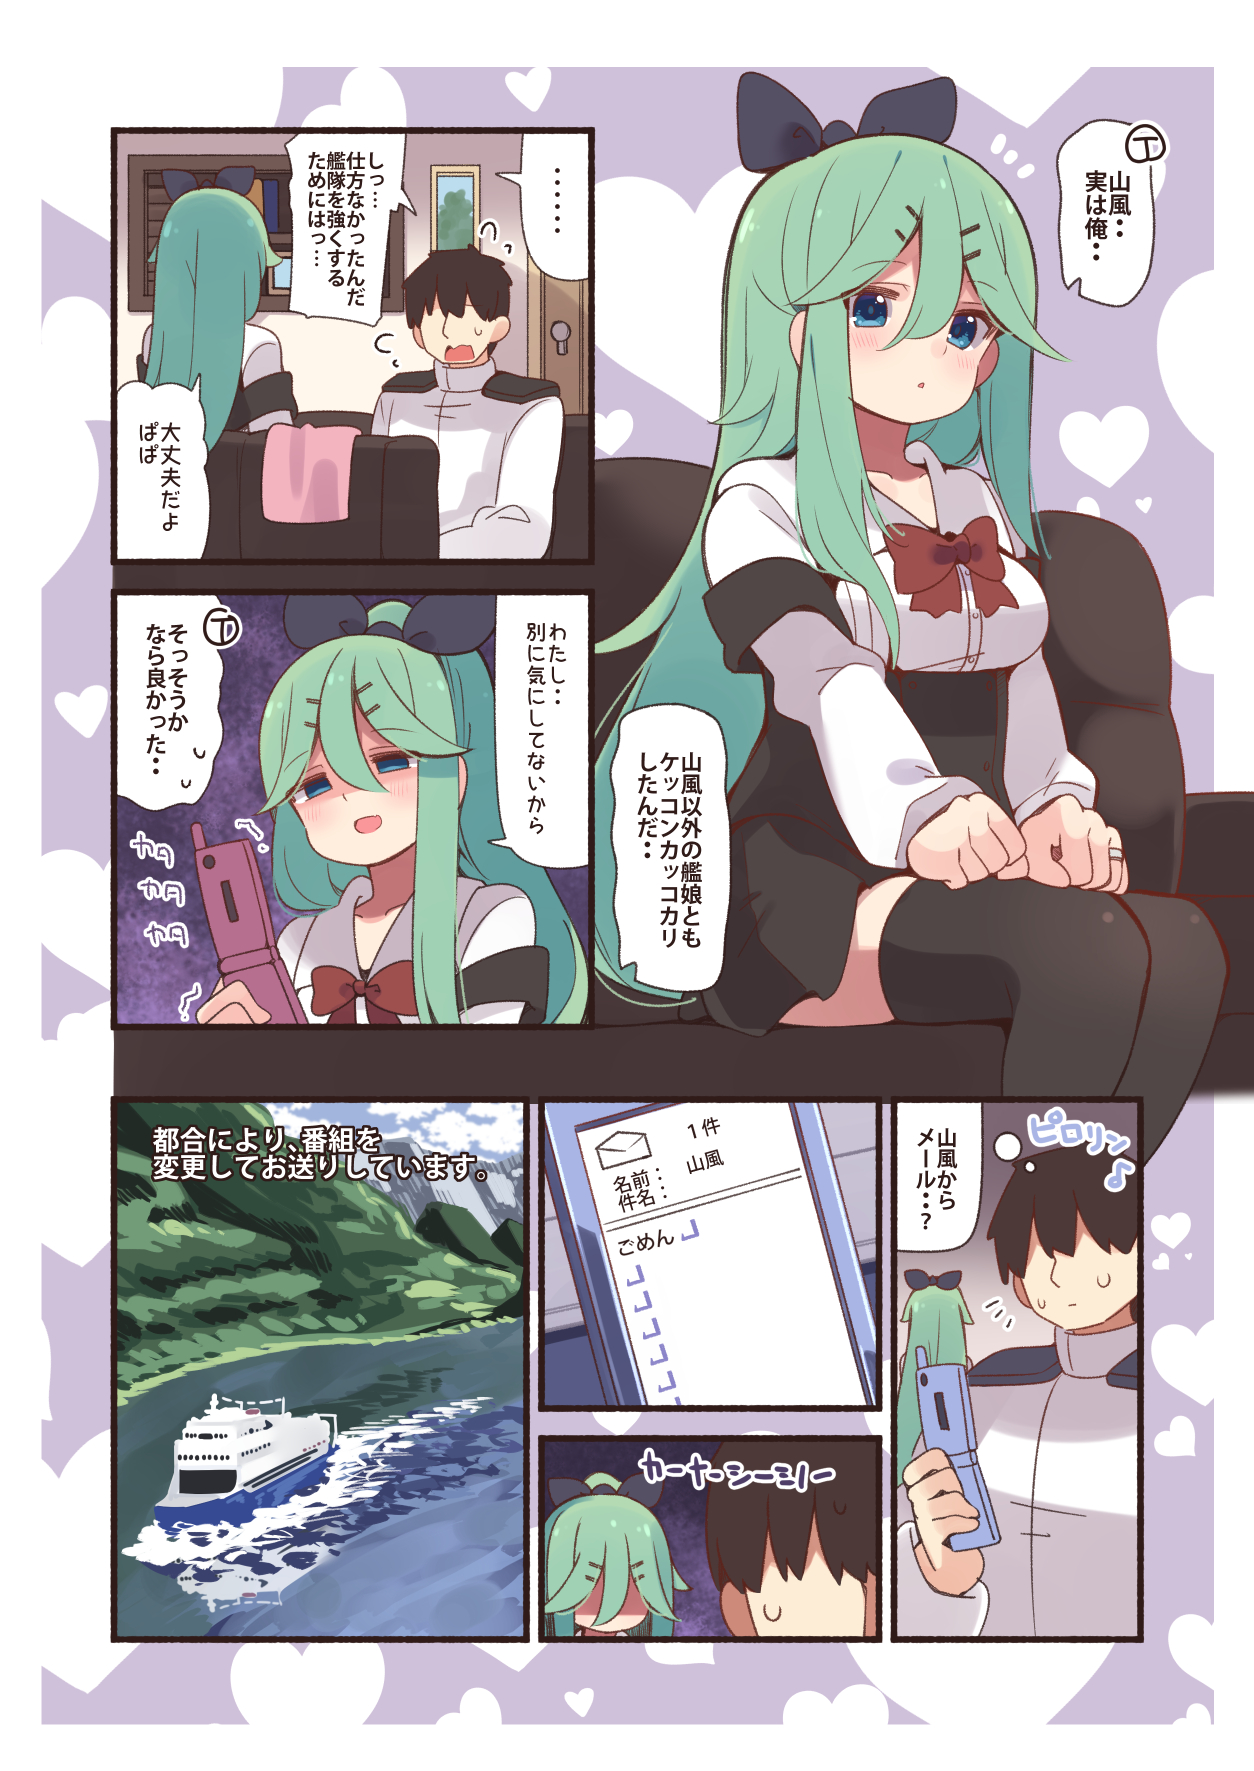 T
山風・・
実は俺・・
山風以外の艦娘とも
ケッコンカッコカリ
したんだ・・
・・・・・・
しっ…
仕方なかったんだ
艦隊を強くする
ためにはっ…
大丈夫だよ
ぱぱ
わたし・・
別に気にしてないから
T
そっそうか
なら良かった・・
カタ
カタ
カタ
ピロリン♪
山風から
メール・・?
1件
名前： 山風
件名：
ごめん
カーナーシーミノー
都合により、番組を
変更してお送りしています。